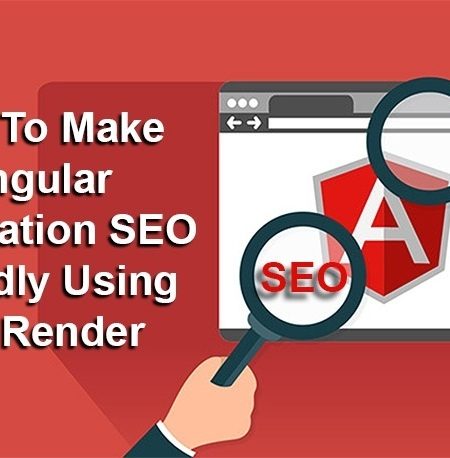 To Make
ngular
ation SEO
dly Using
Render
SEO
A